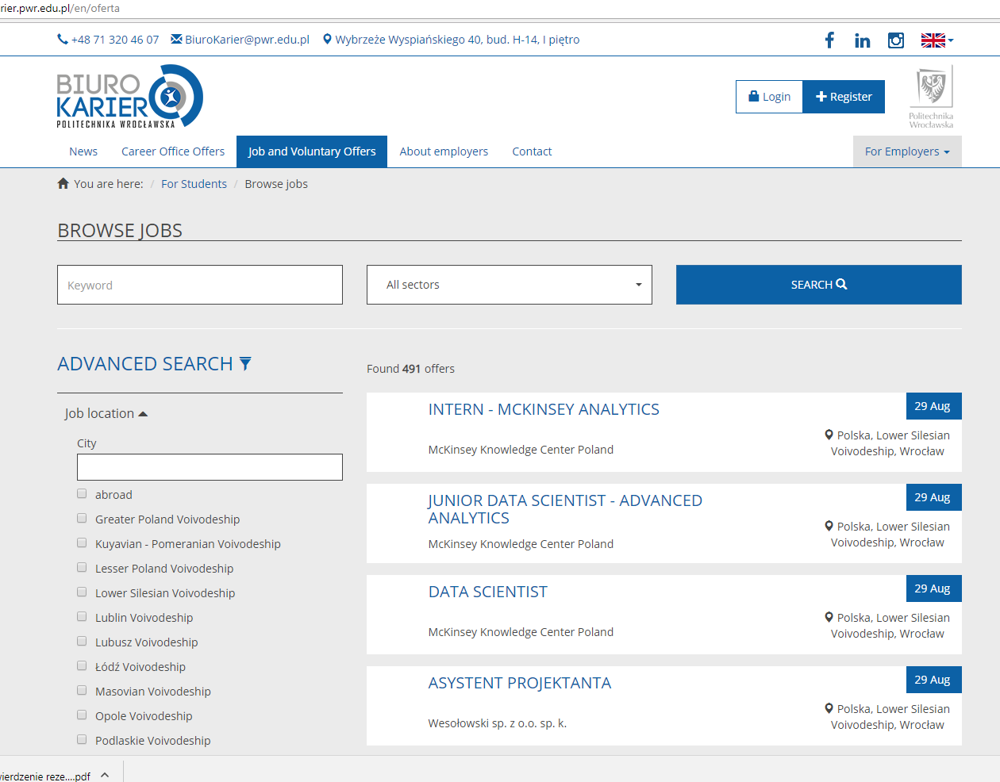 rier.pwr.edu.pl/en/oferta
+48 71 320 46 07 BiuroKarier@pwr.edu.pl Wybrzeże Wyspiańskiego 40, bud. H-14, I piętro
BIURO
KARIER
POLITECHNIKA WROCŁAWSKA
Login Register
Politechnika
Wrocławska
News Career Office Offers Job and Voluntary Offers About employers Contact For Employers
You are here: / For Students / Browse jobs
BROWSE JOBS
Keyword All sectors SEARCH
ADVANCED SEARCH
Job location
City
abroad
Greater Poland Voivodeship
Kuyavian - Pomeranian Voivodeship
Lesser Poland Voivodeship
Lower Silesian Voivodeship
Lublin Voivodeship
Lubusz Voivodeship
Łódź Voivodeship
Masovian Voivodeship
Opole Voivodeship
Podlaskie Voivodeship
Found 491 offers
INTERN - MCKINSEY ANALYTICS
McKinsey Knowledge Center Poland
29 Aug
Polska, Lower Silesian
Voivodeship, Wrocław
JUNIOR DATA SCIENTIST - ADVANCED
ANALYTICS
McKinsey Knowledge Center Poland
29 Aug
Polska, Lower Silesian
Voivodeship, Wrocław
DATA SCIENTIST
McKinsey Knowledge Center Poland
29 Aug
Polska, Lower Silesian
Voivodeship, Wrocław
ASYSTENT PROJEKTANTA
Wesołowski sp. z o.o. sp. k.
29 Aug
Polska, Lower Silesian
Voivodeship, Wrocław
wierdzenie reze....pdf